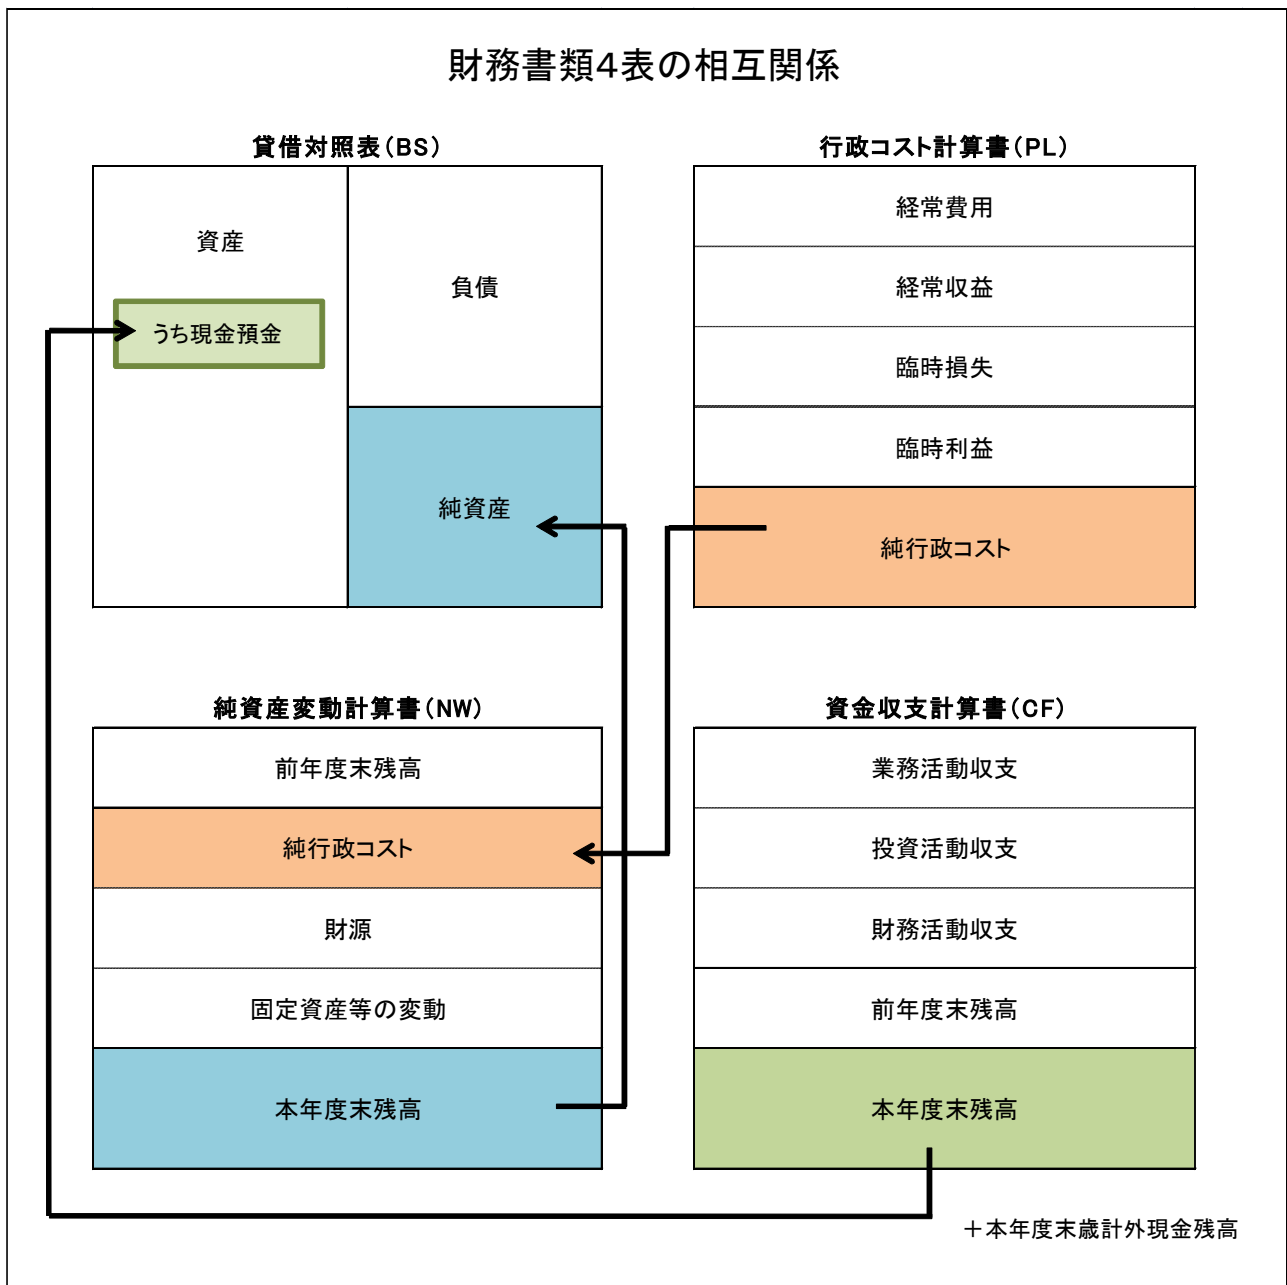 財務書類4表の相互関係
貸借対照表(BS)
資産
うち現金預金
負債
純資産
行政コスト計算書(PL)
経常費用
経常収益
臨時損失
臨時利益
純行政コスト
純資産変動計算書(NW)
前年度末残高
純行政コスト
財源
固定資産等の変動
本年度末残高
資金収支計算書(CF)
業務活動収支
投資活動収支
財務活動収支
前年度末残高
本年度末残高
+本年度末歳計外現金残高